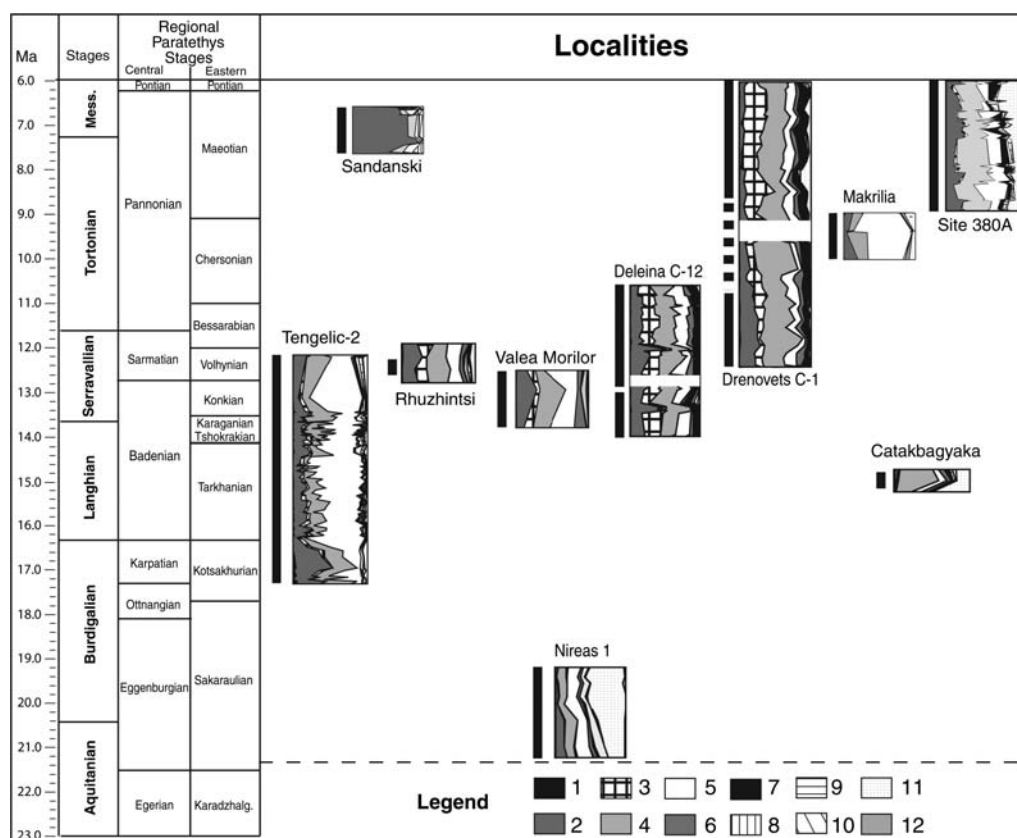 Regional
Paratethys
Stages
Localities
Ma
Stages
Central
Eastern
6.0
7.0
8.0
9.0
10.0
11.0
12.0
13.0
14.0
15.0
16.0
17.0
18.0
19.0
20.0
21.0
22.0
23.0
Mess.
Tortonian
Serravallian
Langhian
Burdigalian
Aquitanian
Pontian
Pannonian
Sarmatian
Badenian
Karpatian
Ottnangian
Eggenburgian
Egerian
Pontian
Maeotian
Chersonian
Bessarabian
Volhynian
Konkian
Karaganian
Tshokrakian
Tarkhanian
Kotsakhurian
Sakaraulian
Karadzhalg.
Sandanski
Makrilia
Site 380A
Deleina C-12
Tengelic-2
Valea Morilor
Rhuzhintsi
Drenovets C-1
Catakbagyaka
Nireas 1
Legend
1
3
5
7
9
11
2
4
6
8
10
12